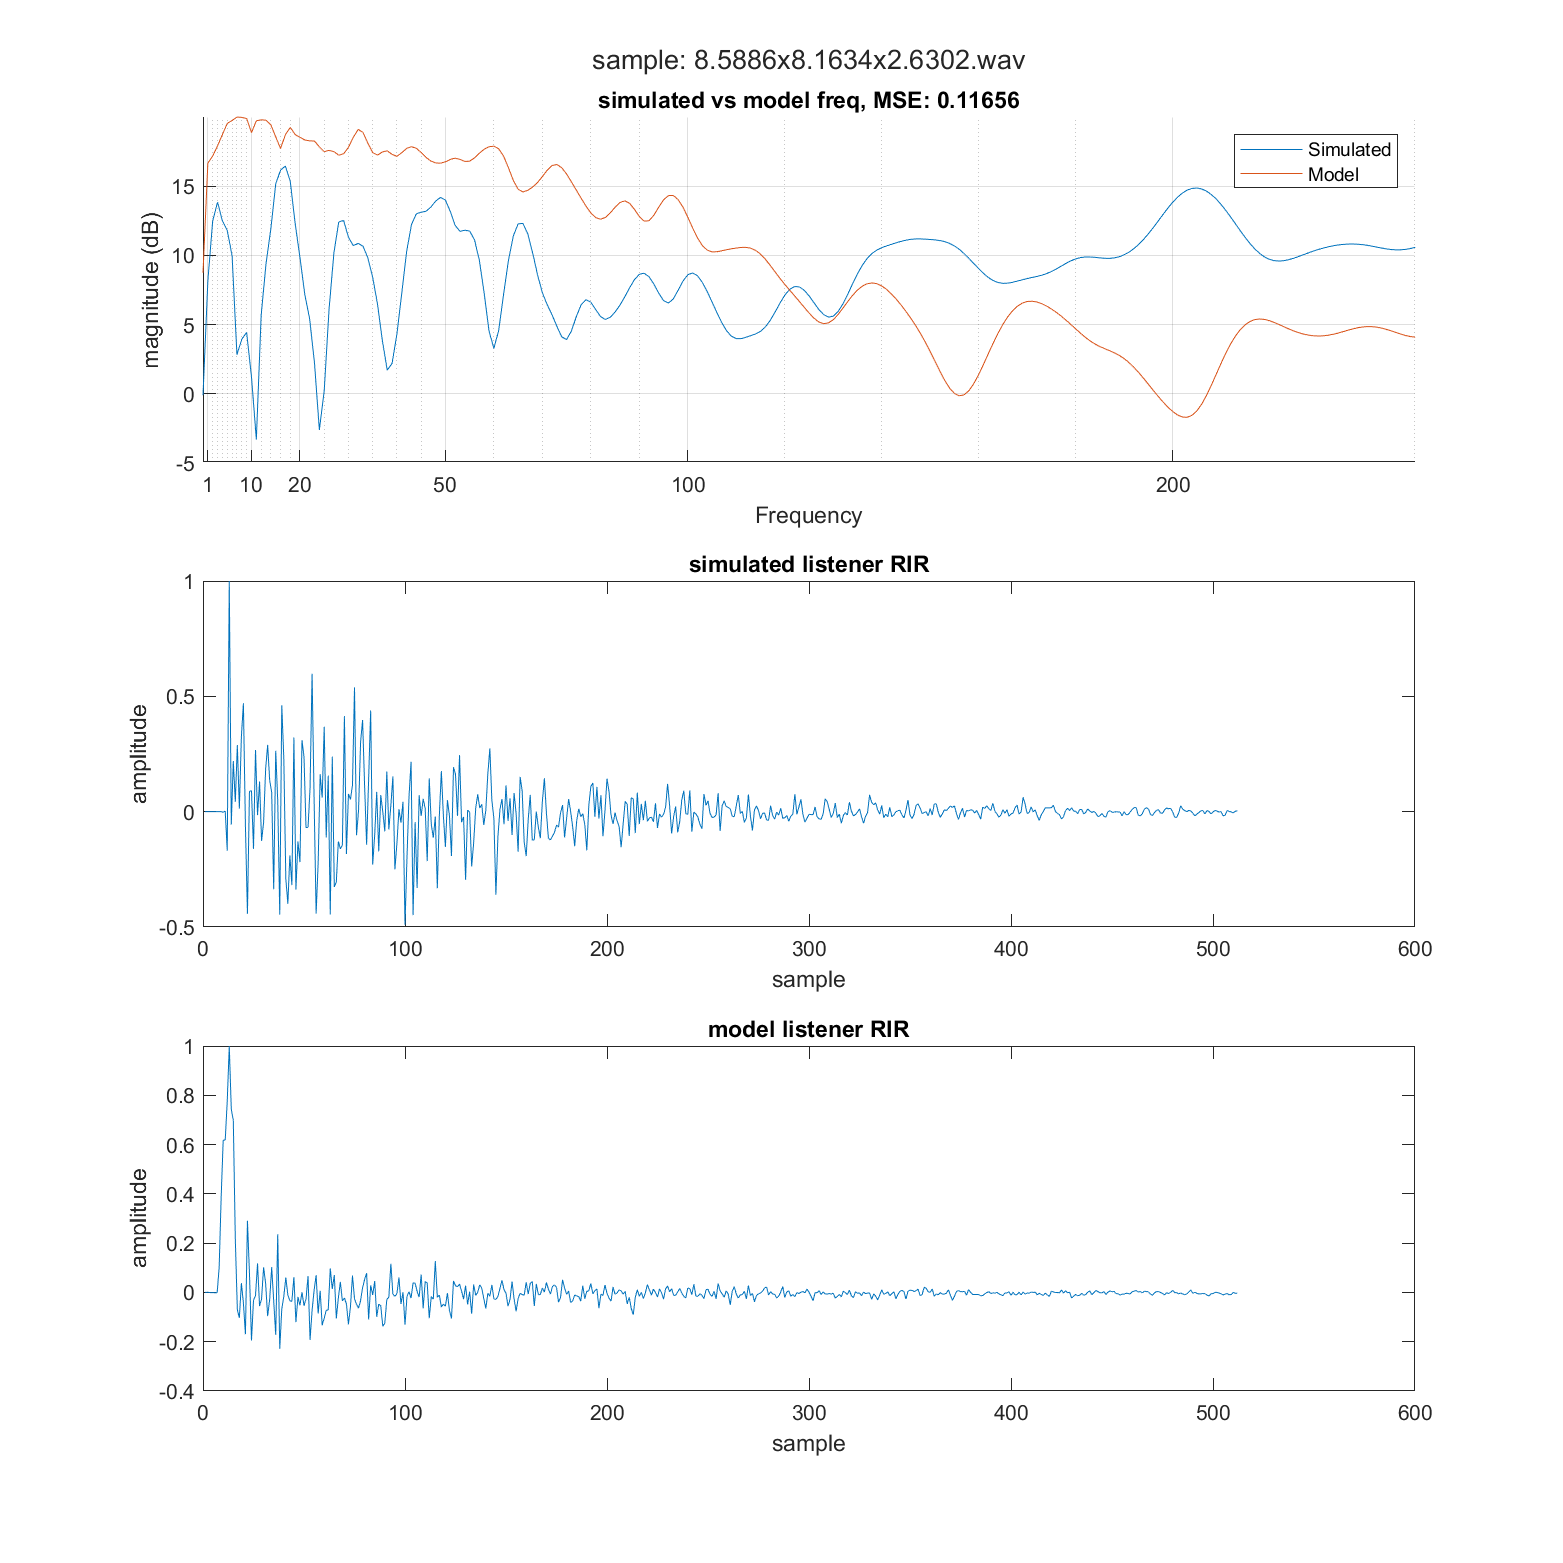 sample: 8.5886x8.1634x2.6302.wav
simulated vs model freq, MSE: 0.11656
Simulated
Model
15
10
5
0
-5
magnitude (dB)
1 10 20 50 100 200
Frequency
simulated listener RIR
1
0.5
0
-0.5
amplitude
0 100 200 300 400 500 600
sample
model listener RIR
1
0.8
0.6
0.4
0.2
0
-0.2
-0.4
amplitude
0 100 200 300 400 500 600
sample